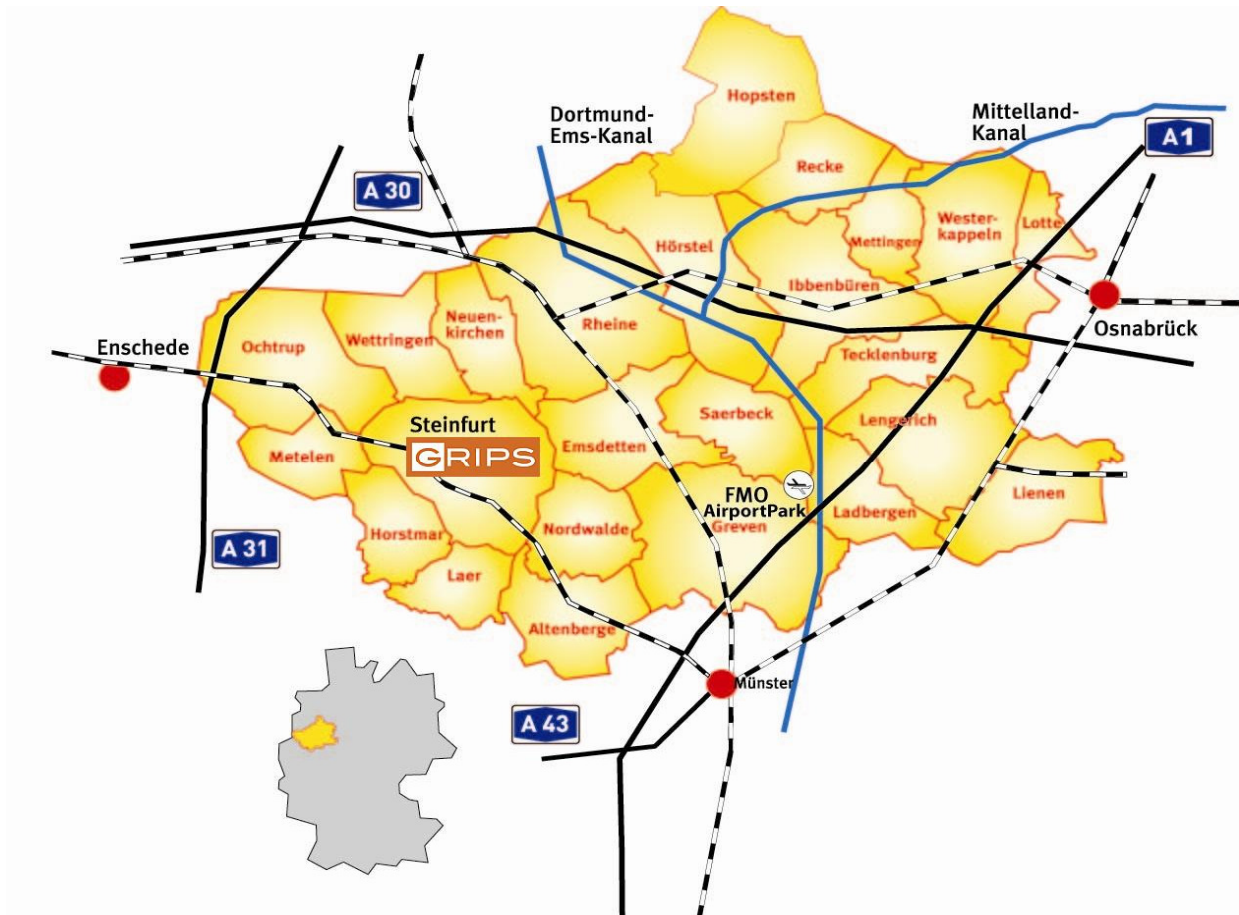 Hopsten
Dortmund-
Ems-Kanal
Mittelland-
Kanal
A1
Recke
A 30
Wester-
kappeln
Lotte
Mettingen
Hörstel
Ibbenbüren
Neuen-
kirchen
Rheine
Osnabrück
Enschede
Ochtrup
Wettringen
Tecklenburg
Saerbeck
Lengerich
Steinfurt
GRIPS
Emsdetten
Metelen
Lienen
FMO
AirportPark
Ladbergen
Greven
Nordwalde
Horstmar
A 31
Laer
Altenberge
Münster
A 43